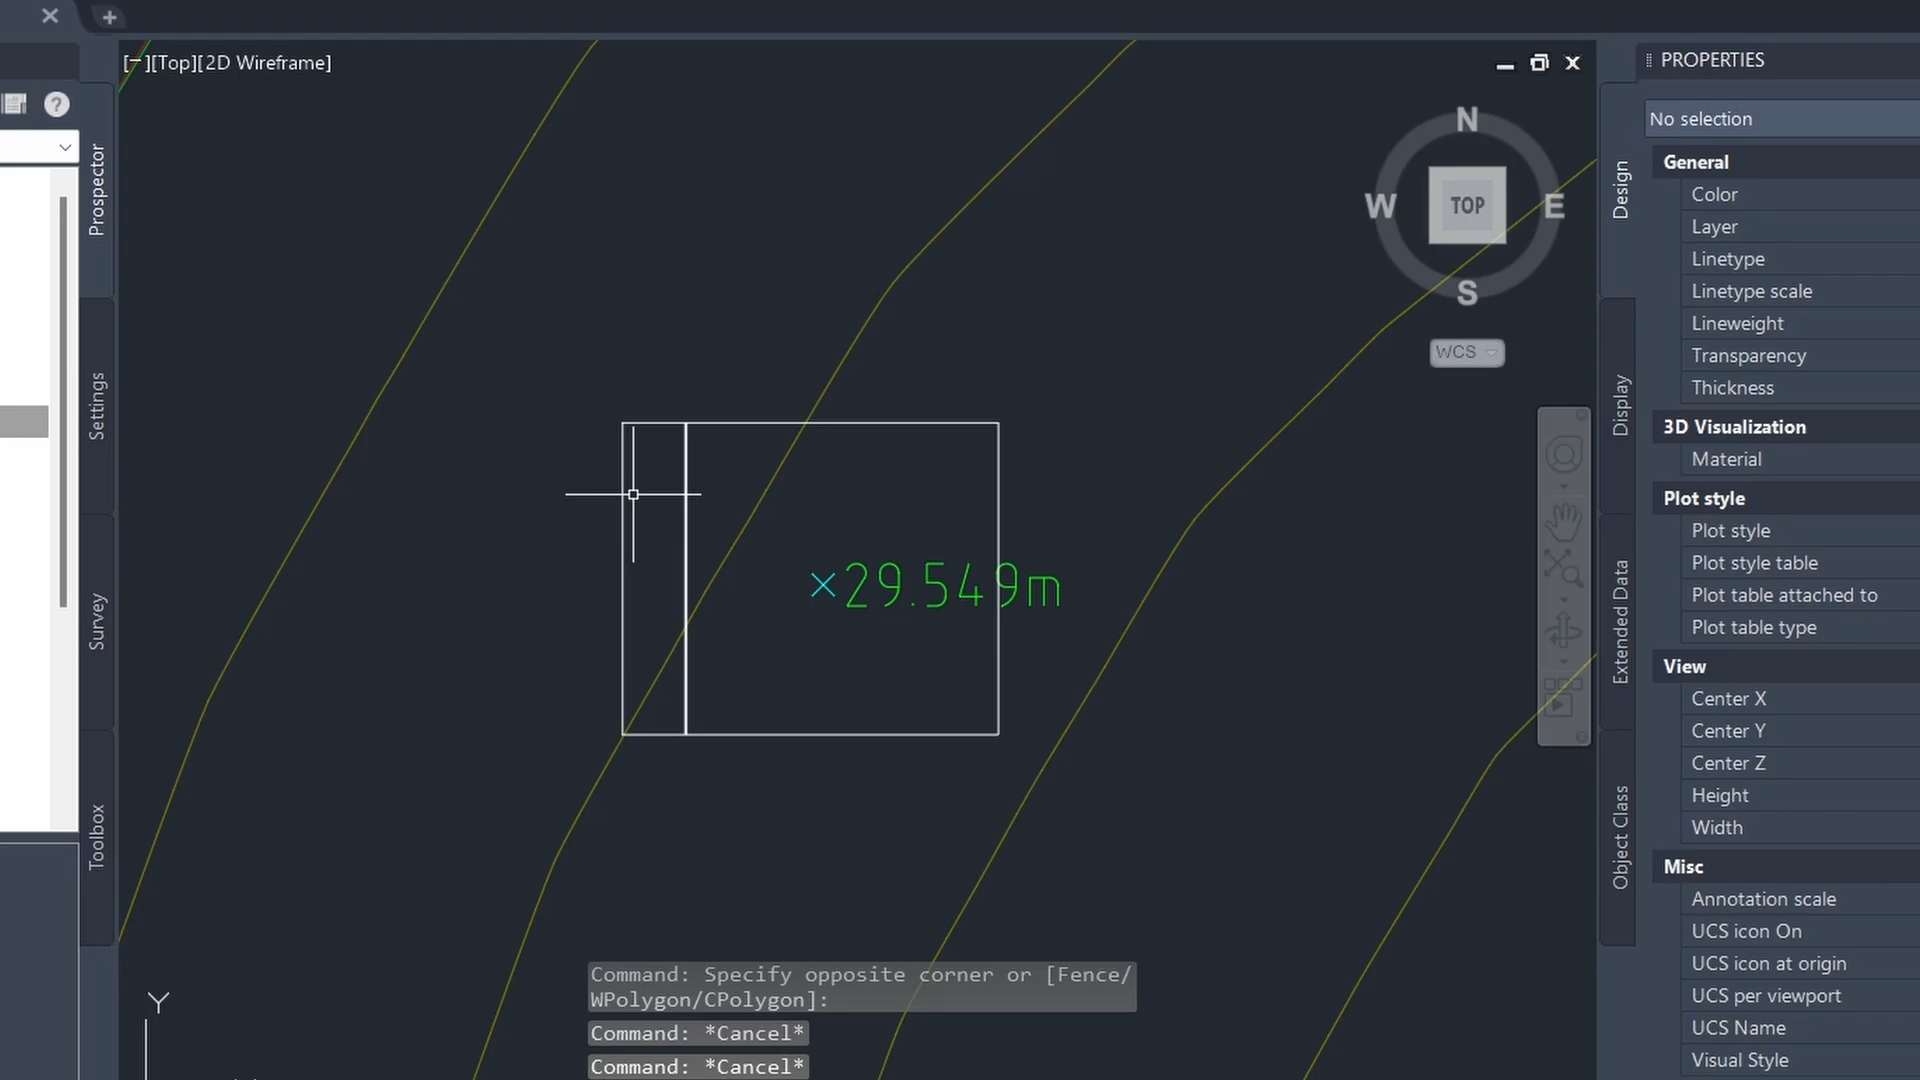 [−][Top][2D Wireframe]
Prospector
Settings
Survey
Toolbox
N
W
TOP
E
S
WCS
×29.549m
Y
Command: Specify opposite corner or [Fence/
WPolygon/CPolygon]:
Command: *Cancel*
Command: *Cancel*
Design
Display
Extended Data
Object Class
PROPERTIES
No selection
General
Color
Layer
Linetype
Linetype scale
Lineweight
Transparency
Thickness
3D Visualization
Material
Plot style
Plot style
Plot style table
Plot table attached to
Plot table type
View
Center X
Center Y
Center Z
Height
Width
Misc
Annotation scale
UCS icon On
UCS icon at origin
UCS per viewport
UCS Name
Visual Style